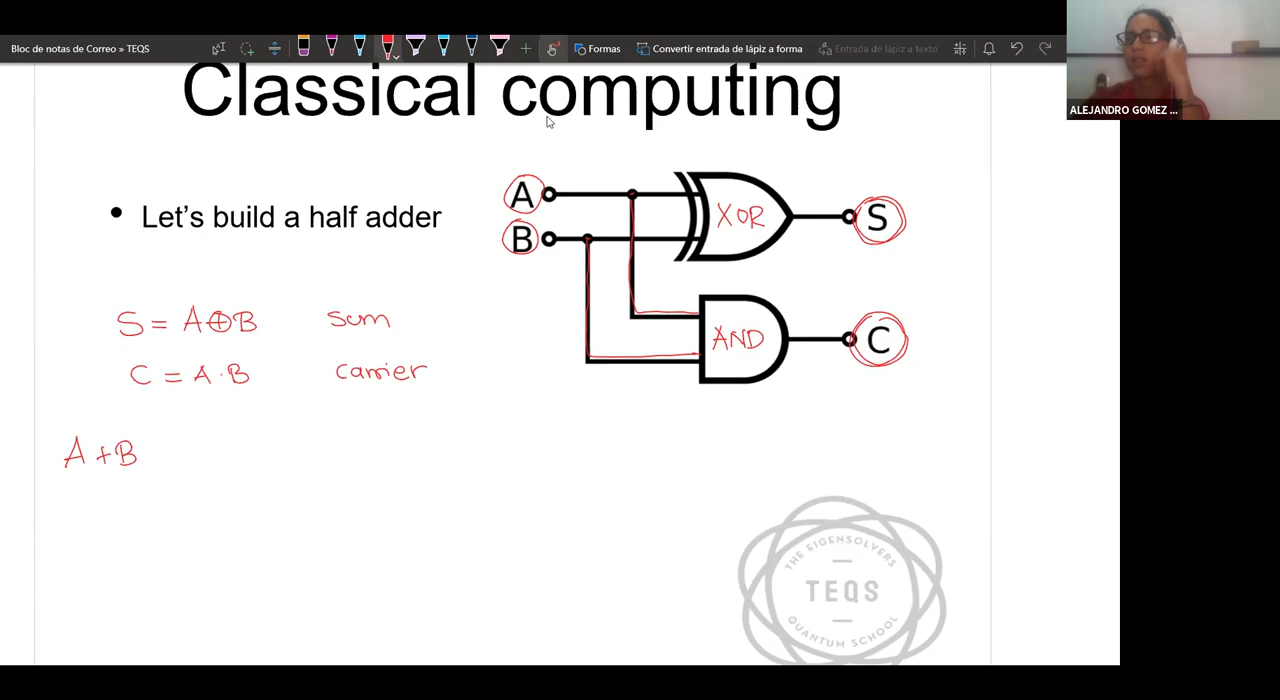 Bloc de notas de Correo » TEQS
Formas
Convertir entrada de lápiz a forma
Entrada de lápiz a texto
ALEJANDRO GOMEZ ...
Classical computing
• Let's build a half adder
A
B
XOR
S
AND
C
S = A⊕B sum
C = A·B carrier
A+B
THE EIGENSOLVERS
TEQS
QUANTUM SCHOOL